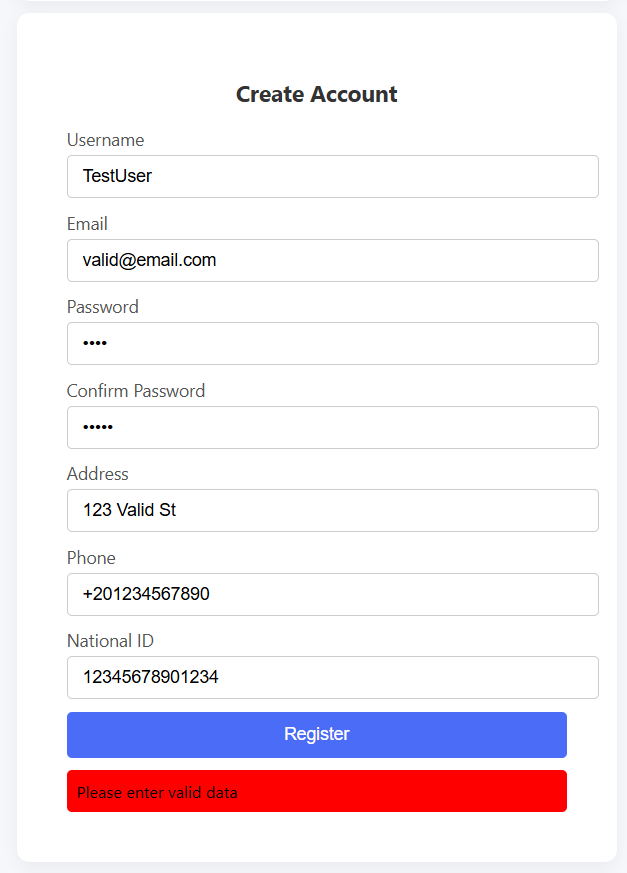 Create Account
Username
TestUser
Email
valid@email.com
Password
••••
Confirm Password
•••••
Address
123 Valid St
Phone
+201234567890
National ID
12345678901234
Register
Please enter valid data